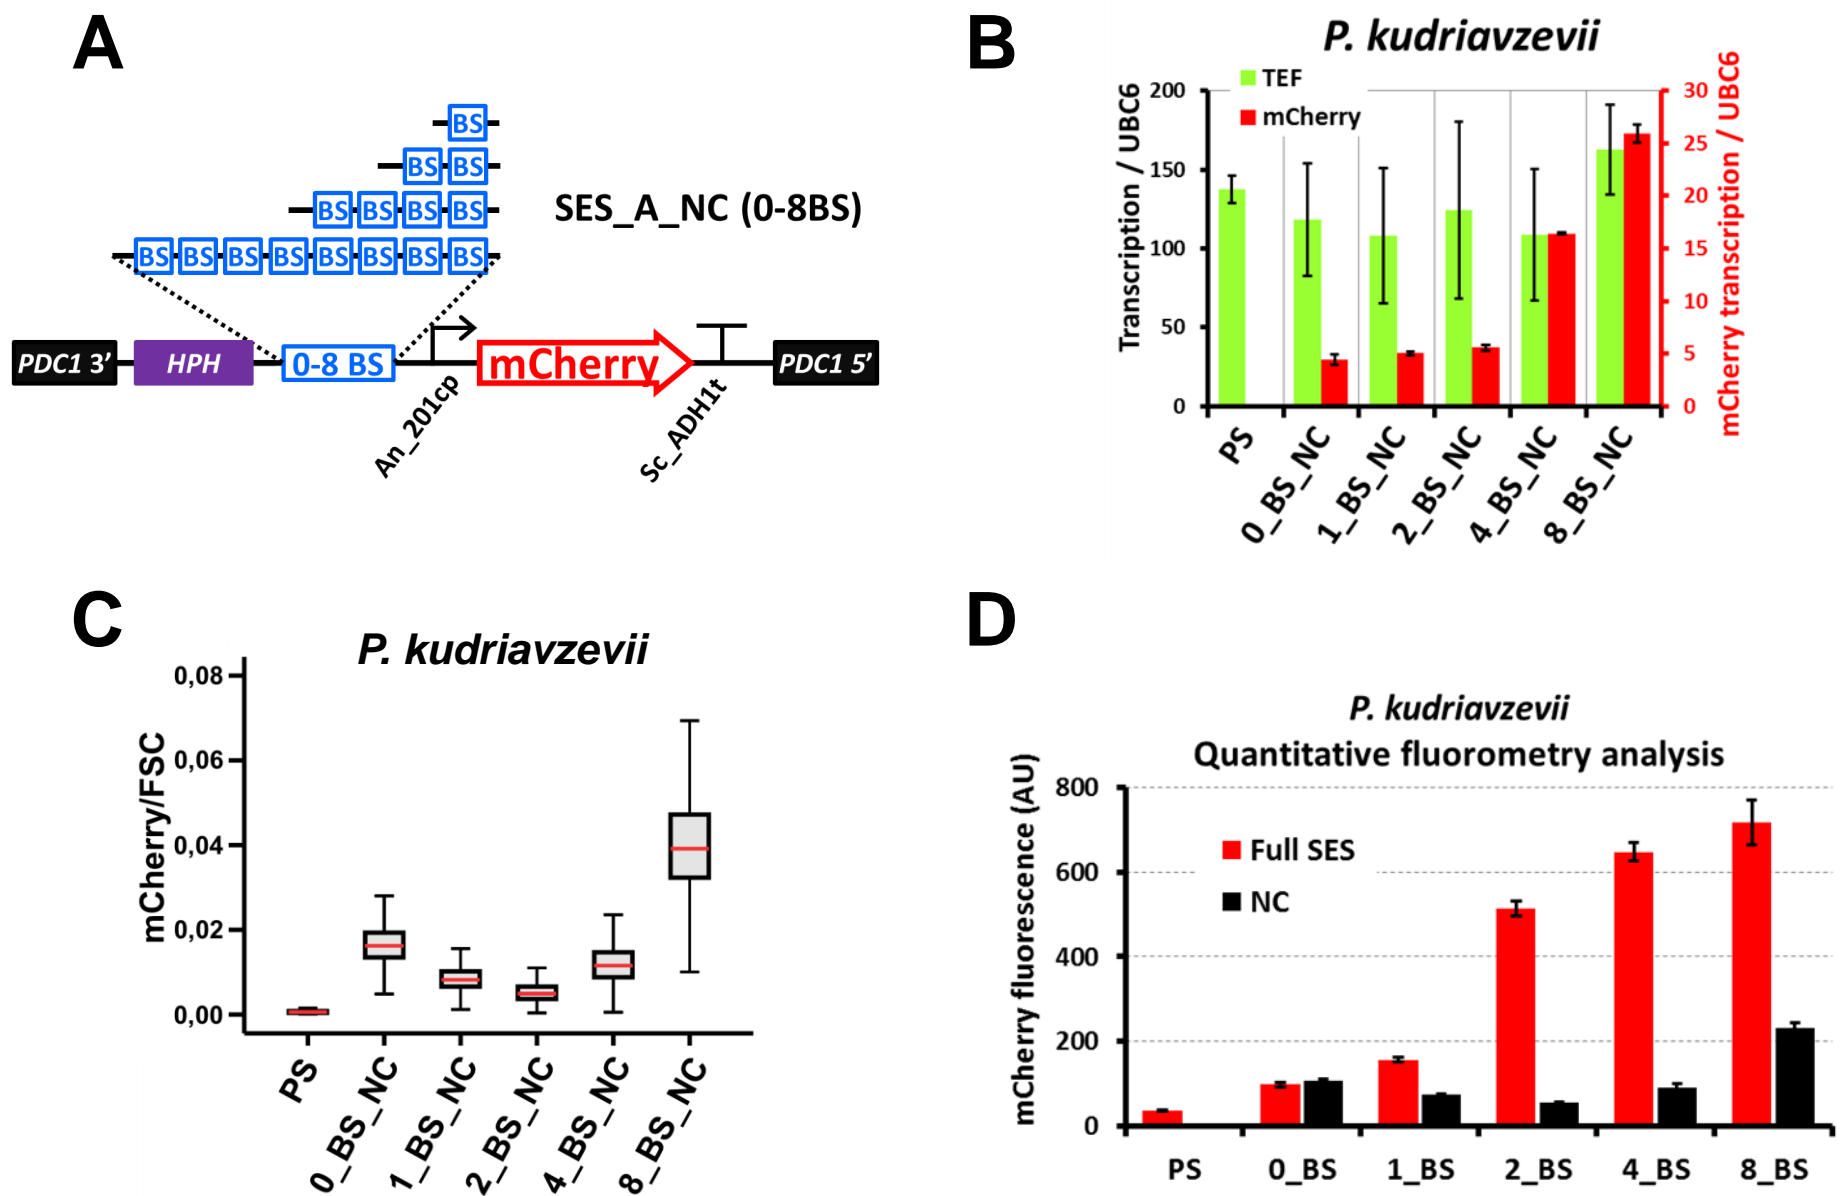 A
BS
BS BS
BS BS BS BS
SES_A_NC (0-8BS)
BS BS BS BS BS BS BS BS
PDC1 3’
HPH
0-8 BS
mCherry
PDC1 5’
An_201cp
Sc_ADH1t
B
P. kudriavzevii
TEF
mCherry
Transcription / UBC6
200
150
100
50
0
mCherry transcription / UBC6
30
25
20
15
10
5
0
PS
0_BS_NC
1_BS_NC
2_BS_NC
4_BS_NC
8_BS_NC
C
P. kudriavzevii
mCherry/FSC
0,08
0,06
0,04
0,02
0,00
PS
0_BS_NC
1_BS_NC
2_BS_NC
4_BS_NC
8_BS_NC
D
P. kudriavzevii
Quantitative fluorometry analysis
mCherry fluorescence (AU)
800
600
400
200
0
Full SES
NC
PS
0_BS
1_BS
2_BS
4_BS
8_BS